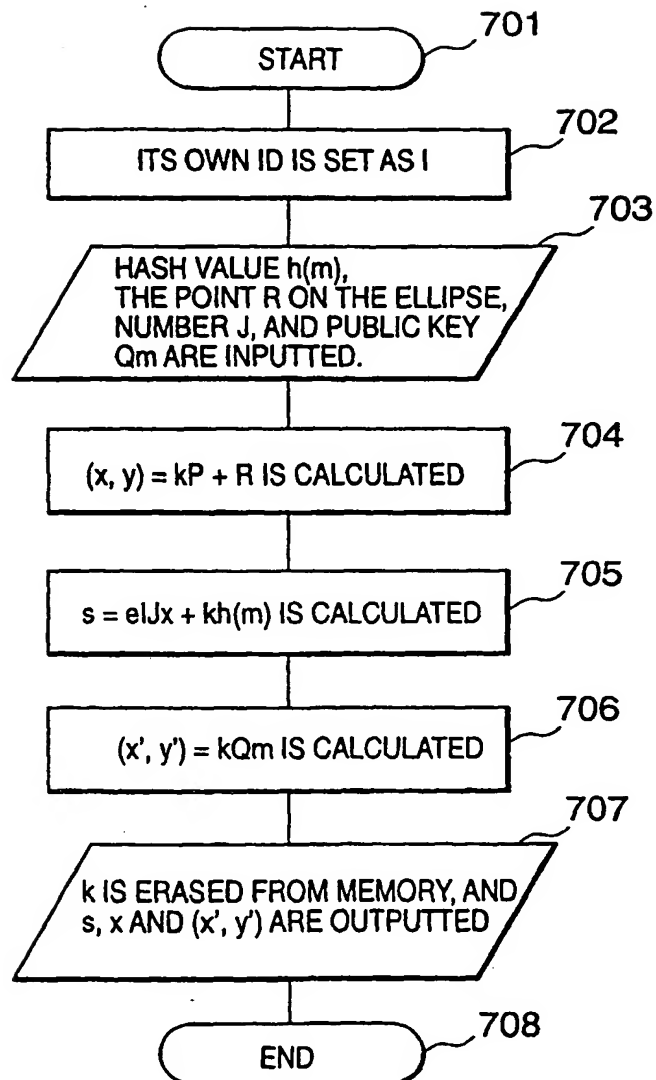 701
START
702
ITS OWN ID IS SET AS I
703
HASH VALUE h(m),
THE POINT R ON THE ELLIPSE,
NUMBER J, AND PUBLIC KEY
Qm ARE INPUTTED.
704
(x, y) = kP + R IS CALCULATED
705
s = eIJx + kh(m) IS CALCULATED
706
(x', y') = kQm IS CALCULATED
707
k IS ERASED FROM MEMORY, AND
s, x AND (x', y') ARE OUTPUTTED
708
END